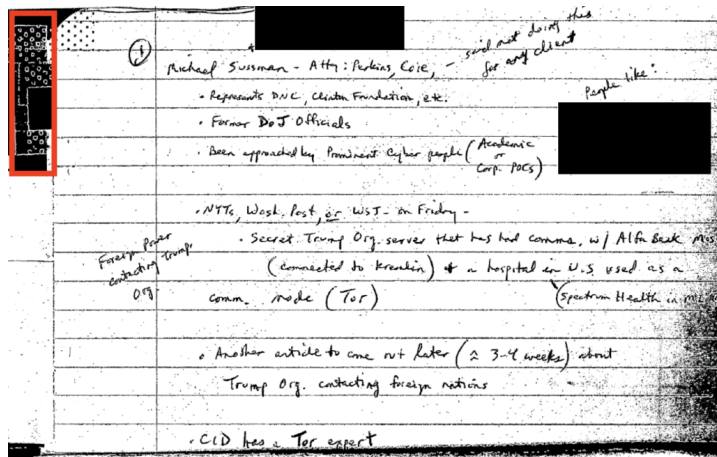 ①
Michael Sussman - Atty: Perkins, Coie, - said not doing this for any client
• Represents DNC, Clinton Foundation, etc.
People like:
• Former DoJ Officials
• Been approached by Prominent Cyber people (Academic or Corp. POCs)
• NYTs, Wash. Post, or WSJ - on Friday -
• Secret Trump Org. server that has had comms. w/ Alfa Bank
Foreign Power contacting Trump Org.
(connected to Kremlin) + a hospital in U.S. used as a
comm. node (Tor)
(Spectrum Health in
• Another article to come out later (≈ 3-4 weeks) about
Trump Org. contacting foreign nations
• CID has a Tor expert